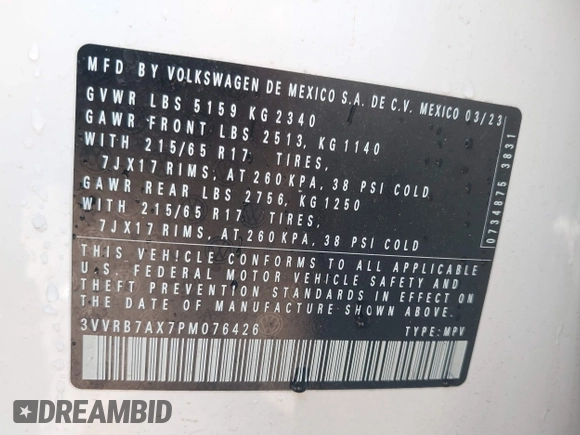 MFD BY VOLKSWAGEN DE MEXICO S.A. DE C.V. MEXICO 03/23
GVWR LBS 5159 KG 2340
GAWR FRONT LBS 2513, KG 1140
WITH 215/65 R17 TIRES,
7JX17 RIMS, AT 260KPA, 38 PSI COLD
GAWR REAR LBS 2756, KG 1250
WITH 215/65 R17 TIRES,
7JX17 RIMS, AT 260KPA, 38 PSI COLD
THIS VEHICLE CONFORMS TO ALL APPLICABLE
U.S. FEDERAL MOTOR VEHICLE SAFETY AND
THEFT PREVENTION STANDARDS IN EFFECT ON
THE DATE OF MANUFACTURE SHOWN ABOVE.
3VVRB7AX7PM076426 TYPE: MPV
0734875 3831
DREAMBID